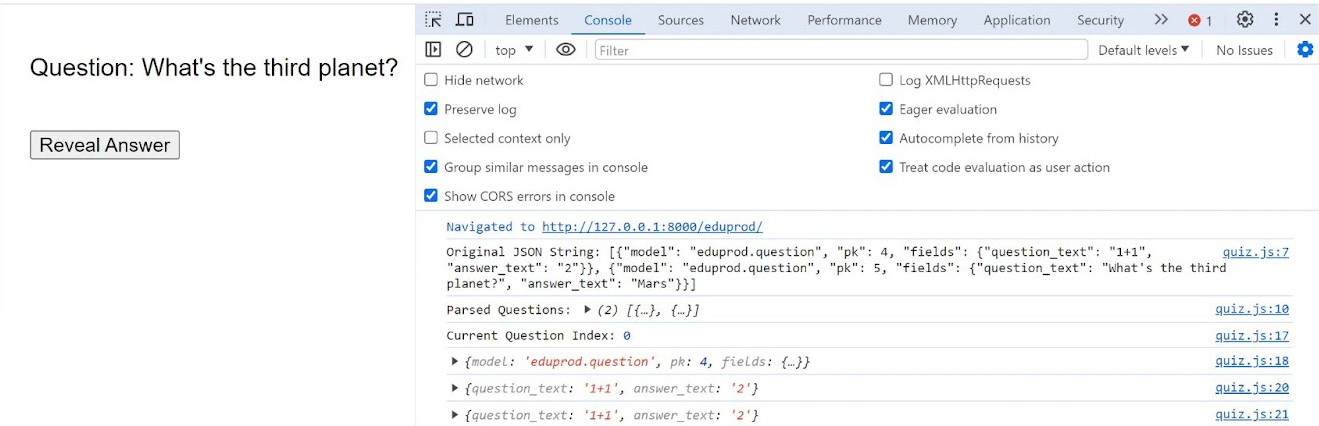 Question: What's the third planet?
Reveal Answer
Elements Console Sources Network Performance Memory Application Security 1
top Filter Default levels No Issues
Hide network Log XMLHttpRequests
Preserve log Eager evaluation
Selected context only Autocomplete from history
Group similar messages in console Treat code evaluation as user action
Show CORS errors in console
Navigated to http://127.0.0.1:8000/eduprod/
Original JSON String: [{"model": "eduprod.question", "pk": 4, "fields": {"question_text": "1+1", quiz.js:7
"answer_text": "2"}}, {"model": "eduprod.question", "pk": 5, "fields": {"question_text": "What's the third
planet?", "answer_text": "Mars"}}]
Parsed Questions: (2) [{…}, {…}] quiz.js:10
Current Question Index: 0 quiz.js:17
{model: 'eduprod.question', pk: 4, fields: {…}} quiz.js:18
{question_text: '1+1', answer_text: '2'} quiz.js:20
{question_text: '1+1', answer_text: '2'} quiz.js:21